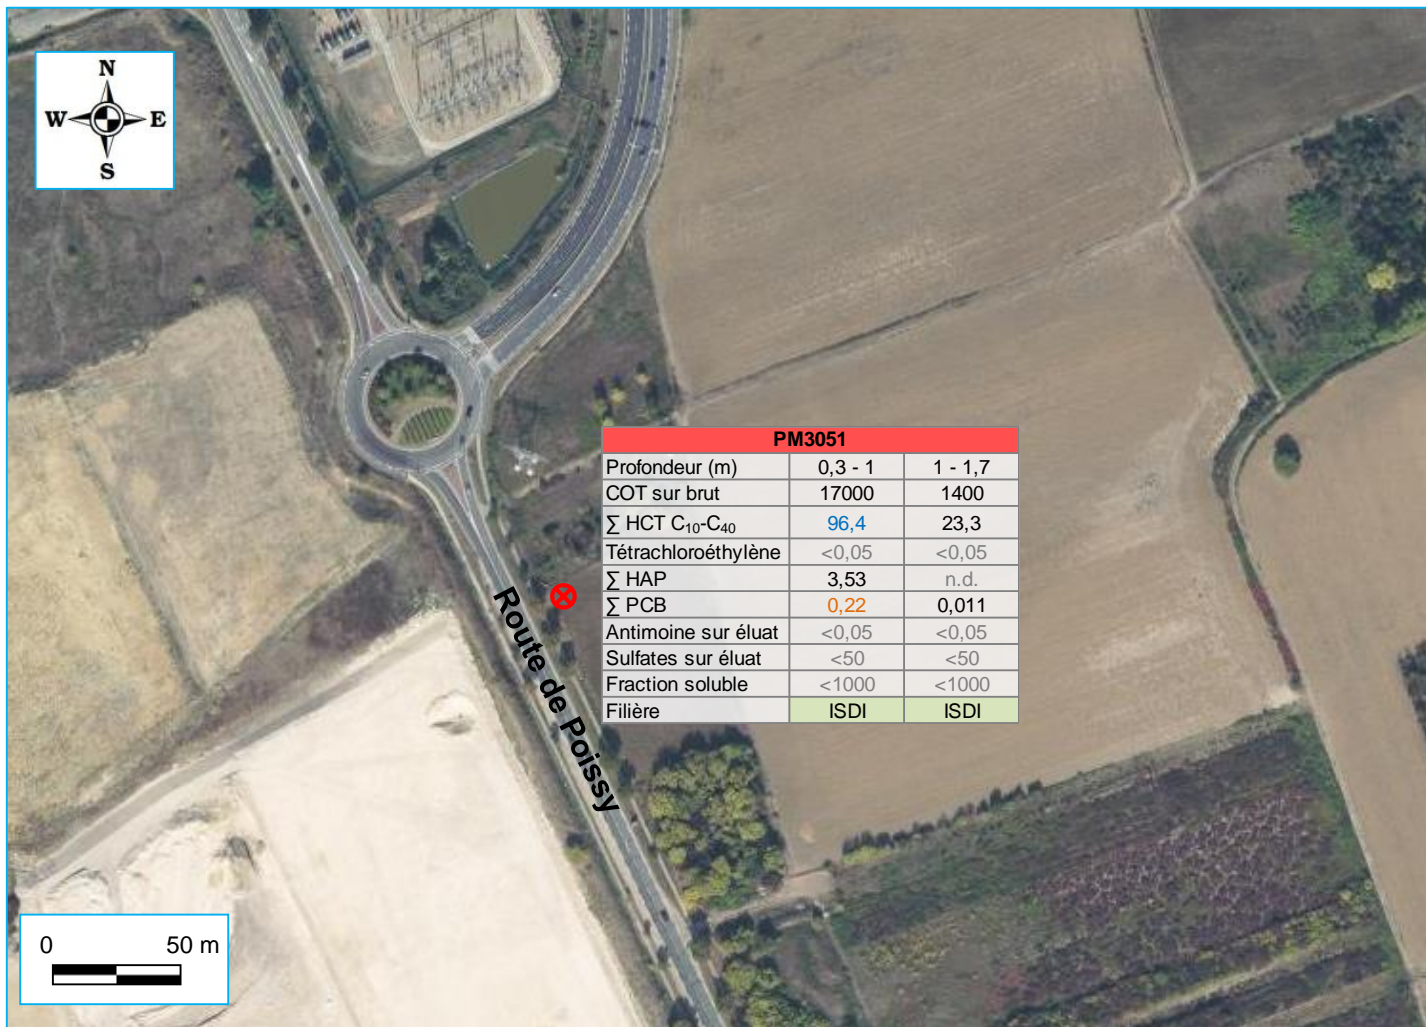 N
W E
S
PM3051
Profondeur (m) 0,3 - 1 1 - 1,7
COT sur brut 17000 1400
∑ HCT C₁₀-C₄₀ 96,4 23,3
Tétrachloroéthylène <0,05 <0,05
∑ HAP 3,53 n.d.
∑ PCB 0,22 0,011
Antimoine sur éluat <0,05 <0,05
Sulfates sur éluat <50 <50
Fraction soluble <1000 <1000
Filière ISDI ISDI
Route de Poissy
0 50 m